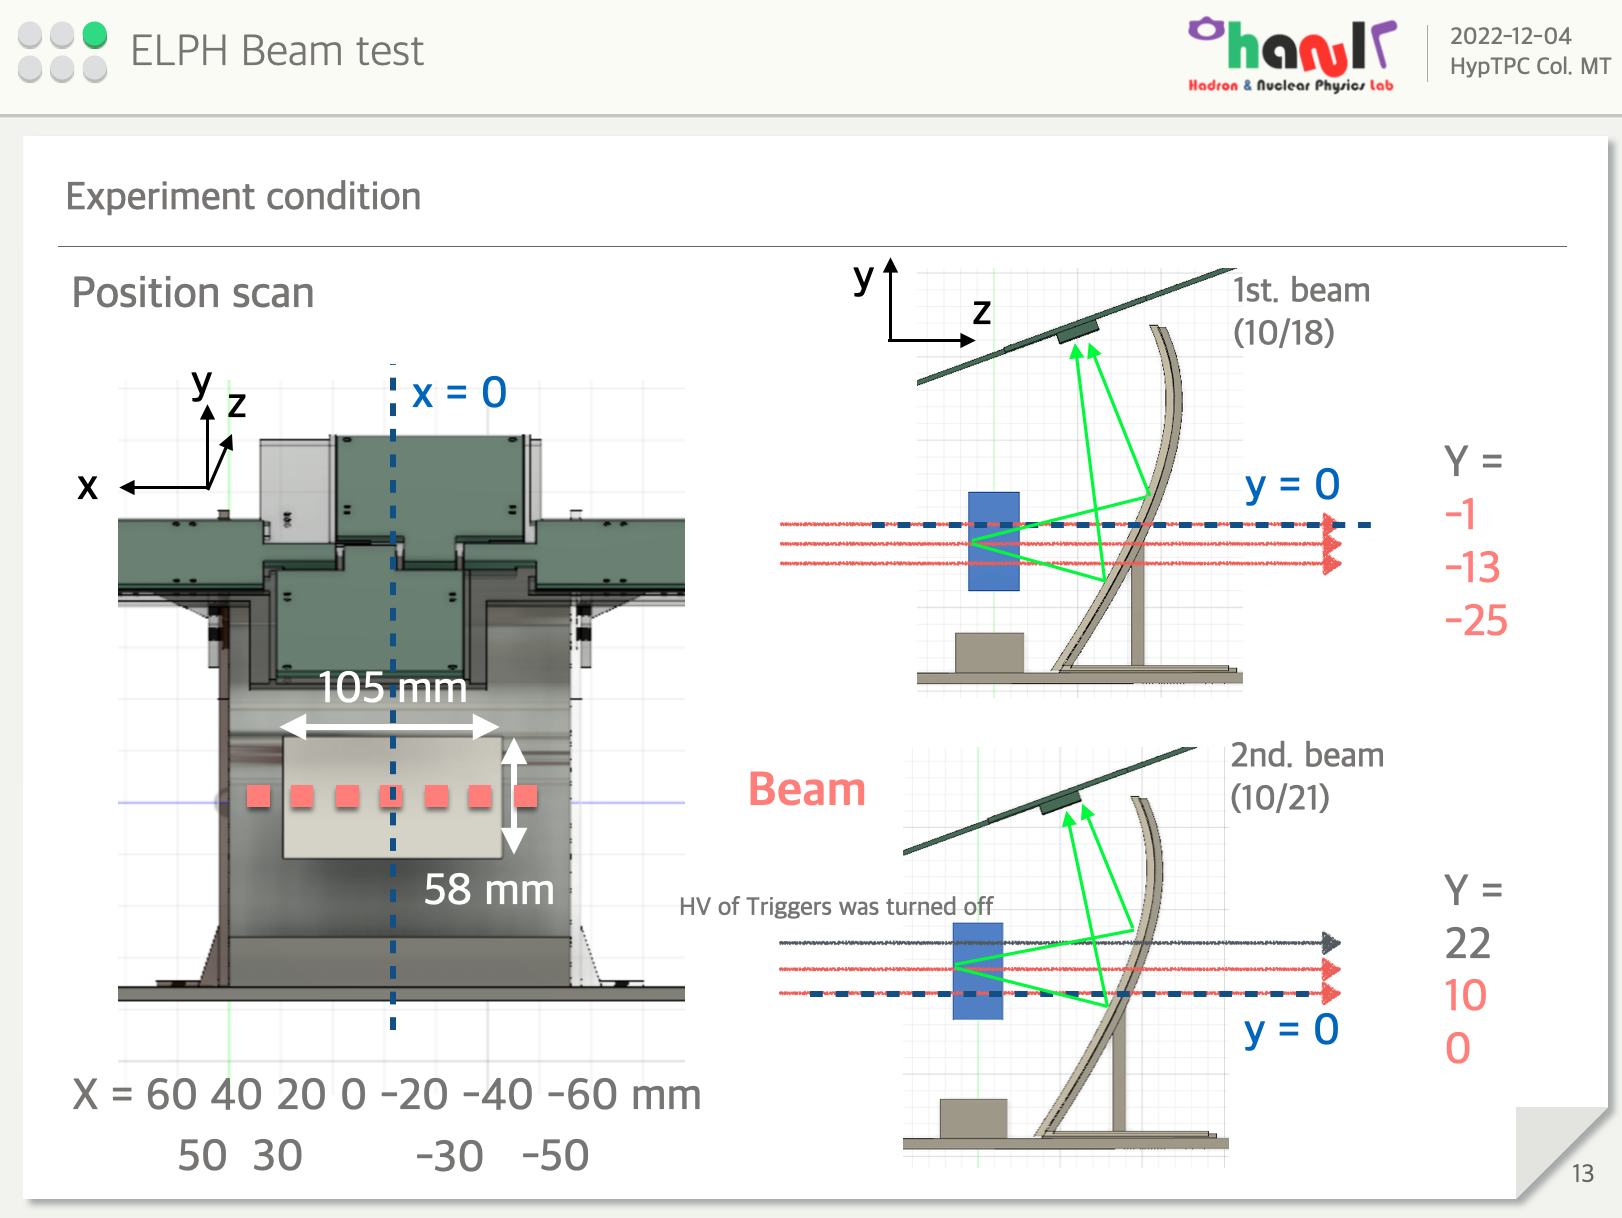 ELPH Beam test
hanul
Hadron & Nuclear Physics Lab
2022-12-04
HypTPC Col. MT
Experiment condition
Position scan
y
z
x
x = 0
105 mm
58 mm
X = 60 40 20 0 -20 -40 -60 mm
50 30 -30 -50
y
z
1st. beam
(10/18)
y = 0
Y =
-1
-13
-25
Beam
2nd. beam
(10/21)
HV of Triggers was turned off
y = 0
Y =
22
10
0
13